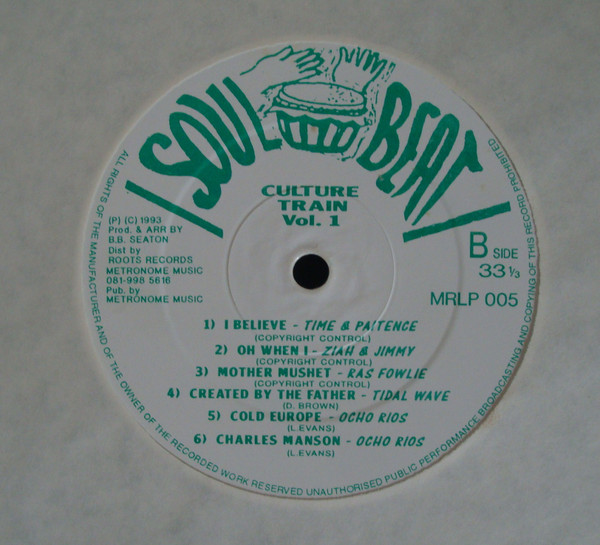 SOUL BEAT
CULTURE
TRAIN
Vol. 1
(P) (C) 1993
Prod. & ARR BY
B.B. SEATON
Dist by
ROOTS RECORDS
METRONOME MUSIC
081-998 5616
Pub. by
METRONOME MUSIC
B SIDE
33 1/3
MRLP 005
1) I BELIEVE - TIME & PAITENCE
(COPYRIGHT CONTROL)
2) OH WHEN I - ZIAH & JIMMY
(COPYRIGHT CONTROL)
3) MOTHER MUSHET - RAS FOWLIE
(COPYRIGHT CONTROL)
4) CREATED BY THE FATHER - TIDAL WAVE
(D. BROWN)
5) COLD EUROPE - OCHO RIOS
(L.EVANS)
6) CHARLES MANSON - OCHO RIOS
(L.EVANS)
ALL RIGHTS OF THE MANUFACTURER AND OF THE OWNER OF THE RECORDED WORK RESERVED UNAUTHORISED PUBLIC PERFORMANCE BROADCASTING AND COPYING OF THIS RECORD PROHIBITED